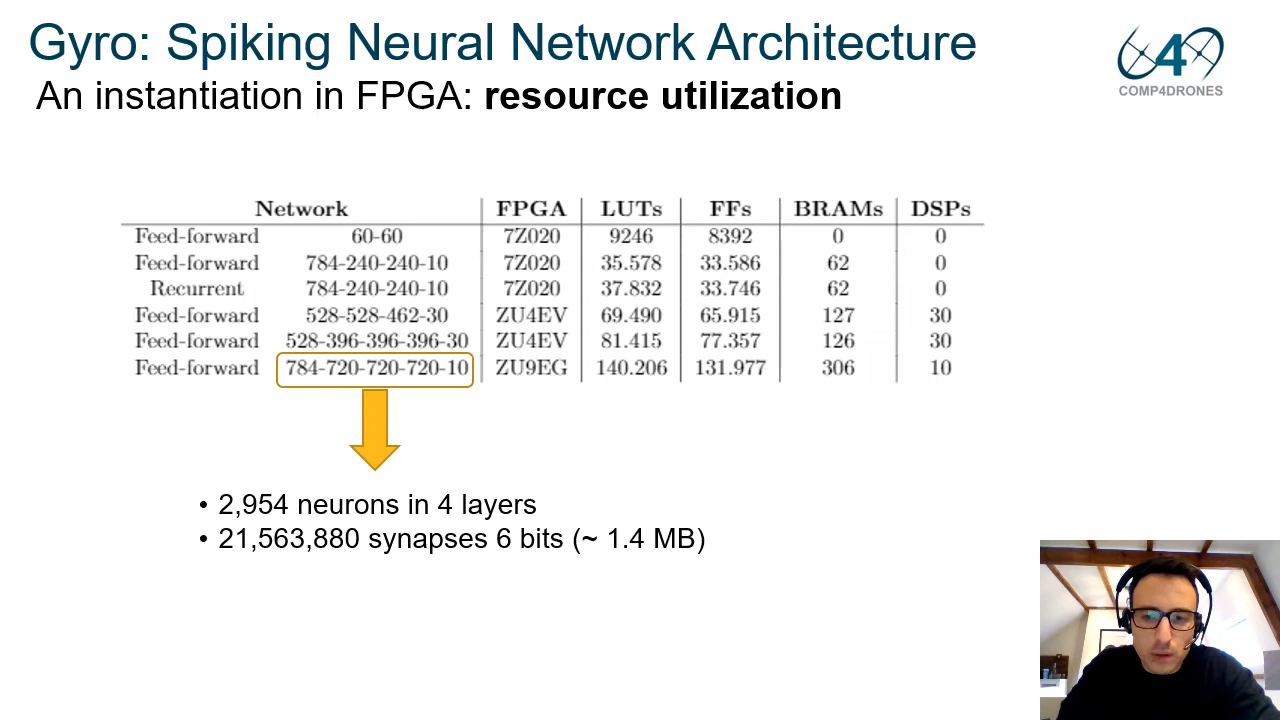 Gyro: Spiking Neural Network Architecture
An instantiation in FPGA: resource utilization
4
COMP4DRONES
Network FPGA LUTs FFs BRAMs DSPs
Feed-forward 60-60 7Z020 9246 8392 0 0
Feed-forward 784-240-240-10 7Z020 35.578 33.586 62 0
Recurrent 784-240-240-10 7Z020 37.832 33.746 62 0
Feed-forward 528-528-462-30 ZU4EV 69.490 65.915 127 30
Feed-forward 528-396-396-396-30 ZU4EV 81.415 77.357 126 30
Feed-forward 784-720-720-720-10 ZU9EG 140.206 131.977 306 10
• 2,954 neurons in 4 layers
• 21,563,880 synapses 6 bits (~ 1.4 MB)